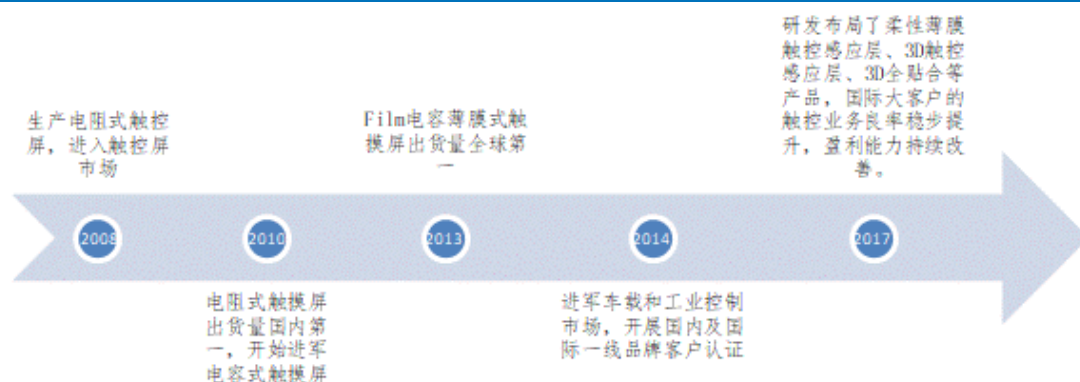 生产电阻式触控
屏，进入触控屏
市场
Film电容薄膜式触
摸屏出货量全球第
一
研发布局了柔性薄膜
触控感应层、3D触控
感应层、3D全贴合等
产品，国际大客户的
触控业务良率稳步提
升，盈利能力持续改
善。
2008
2010
2013
2014
2017
电阻式触摸屏
出货量国内第
一，开始进军
电容式触摸屏
进军车载和工业控制
市场，开展国内及国
际一线品牌客户认证